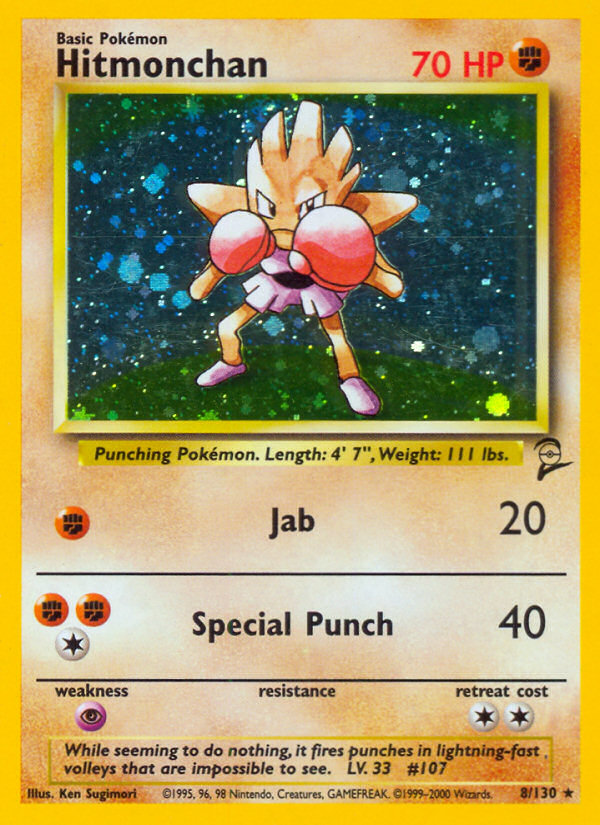 Basic Pokémon
Hitmonchan 70 HP
Punching Pokémon. Length: 4' 7", Weight: 111 lbs.
Jab 20
Special Punch 40
weakness resistance retreat cost
While seeming to do nothing, it fires punches in lightning-fast
volleys that are impossible to see. LV. 33 #107
Illus. Ken Sugimori ©1995, 96, 98 Nintendo, Creatures, GAMEFREAK. ©1999-2000 Wizards. 8/130 ★